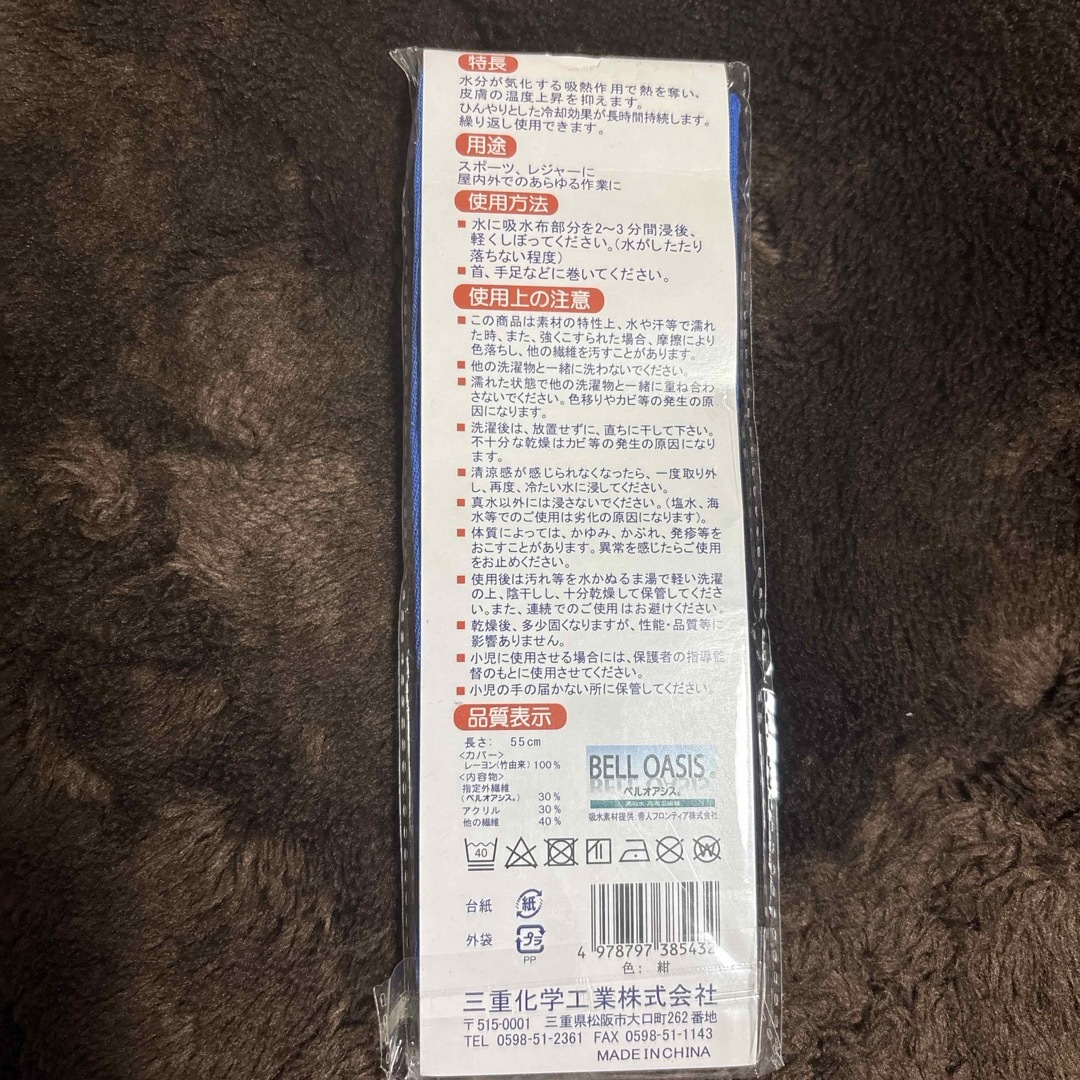 特長
水分が気化する吸熱作用で熱を奪い、
皮膚の温度上昇を抑えます。
ひんやりとした冷却効果が長時間持続します。
繰り返し使用できます。
用途
スポーツ、レジャーに
屋内外でのあらゆる作業に
使用方法
■ 水に吸水布部分を2〜3分間浸後、
軽くしぼってください。（水がしたたり
落ちない程度）
■ 首、手足などに巻いてください。
使用上の注意
■ この商品は素材の特性上、水や汗等で濡れ
た時、また、強くこすられた場合、摩擦により
色落ちし、他の繊維を汚すことがあります。
■ 他の洗濯物と一緒に洗わないでください。
■ 濡れた状態で他の洗濯物と一緒に重ね合わ
さないでください。色移りやカビ等の発生の原
因になります。
■ 洗濯後は、放置せずに、直ちに干して下さい。
不十分な乾燥はカビ等の発生の原因になり
ます。
■ 清涼感が感じられなくなったら、一度取り外
し、再度、冷たい水に浸してください。
■ 真水以外には浸さないでください。（塩水、海
水等でのご使用は劣化の原因になります）。
■ 体質によっては、かゆみ、かぶれ、発疹等を
おこすことがあります。異常を感じたらご使用
をお止めください。
■ 使用後は汚れ等を水かぬるま湯で軽い洗濯
の上、陰干しし、十分乾燥して保管してくださ
い。また、連続でのご使用はお避けください。
■ 乾燥後、多少固くなりますが、性能・品質等に
影響ありません。
■ 小児に使用させる場合には、保護者の指導監
督のもとに使用させてください。
■ 小児の手の届かない所に保管してください。
品質表示
長さ： 55cm
＜カバー＞
レーヨン（竹由来）100％
＜内容物＞
指定外繊維
（ベルオアシス®） 30％
アクリル 30％
他の繊維 40％
BELL OASIS®
ベルオアシス®
吸水素材提供：帝人フロンティア株式会社
40
W
台紙 紙
外袋 プラ
PP
4 978797 385432
色： 紺
三重化学工業株式会社
〒515-0001 三重県松阪市大口町262番地
TEL 0598-51-2361 FAX 0598-51-1143
MADE IN CHINA